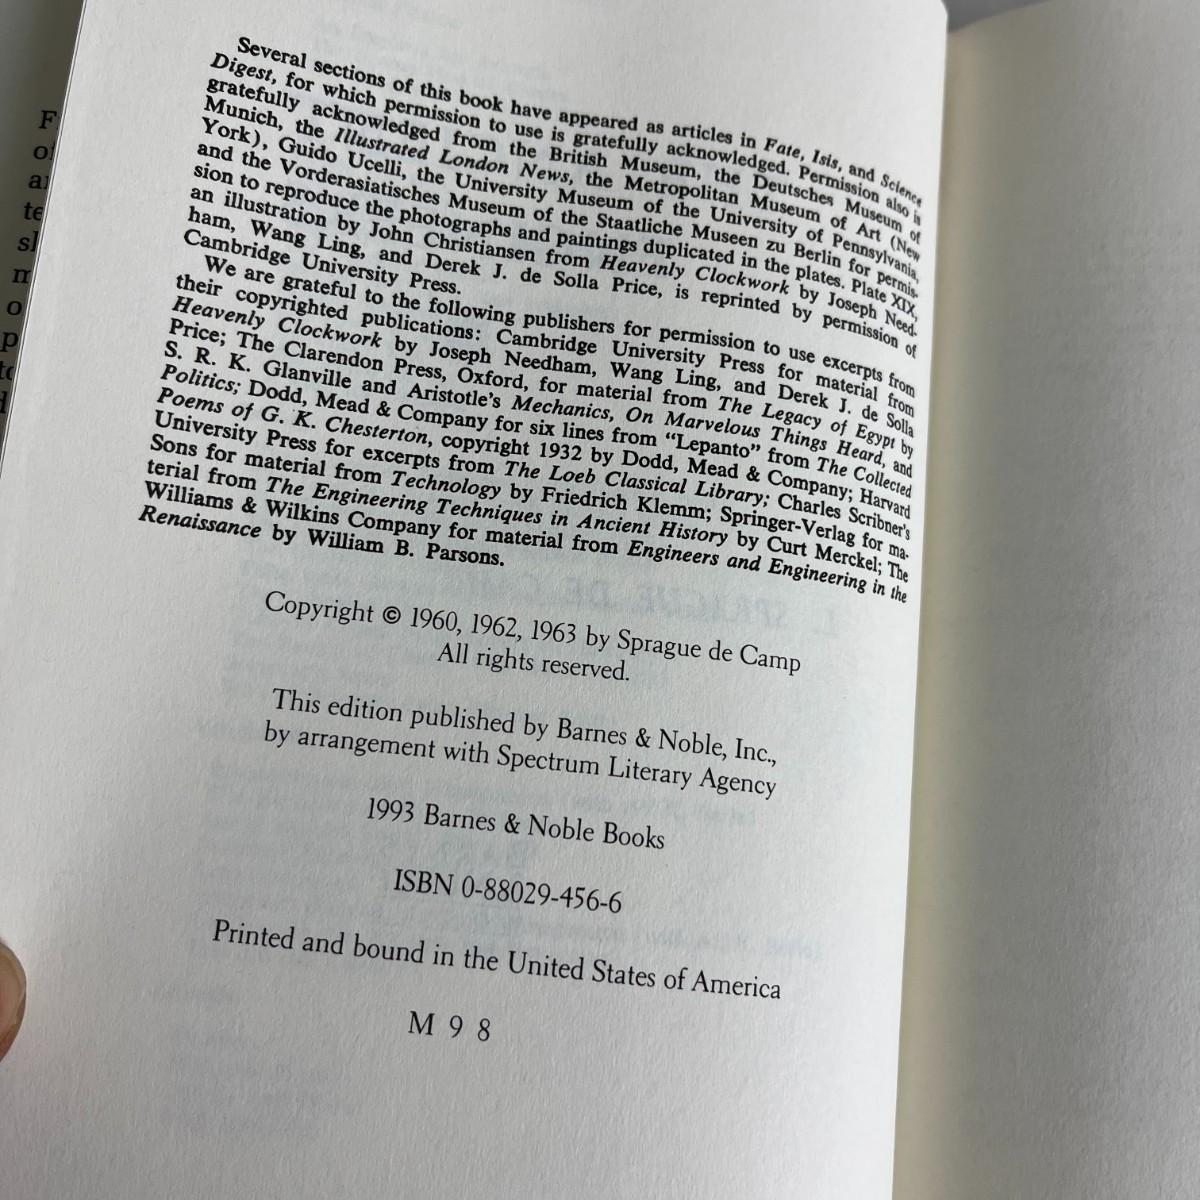 Several sections of this book have appeared as articles in Fate, Isis, and Science
Digest, for which permission to use is gratefully acknowledged. Permission also is
gratefully acknowledged from the British Museum, the Deutsches Museum of
Munich, the Illustrated London News, the Metropolitan Museum of Art (New
York), Guido Ucelli, the University Museum of the University of Pennsylvania,
and the Vorderasiatisches Museum of the Staatliche Museen zu Berlin for permis-
sion to reproduce the photographs and paintings duplicated in the plates. Plate XIX,
an illustration by John Christiansen from Heavenly Clockwork by Joseph Need-
ham, Wang Ling, and Derek J. de Solla Price, is reprinted by permission of
Cambridge University Press.
We are grateful to the following publishers for permission to use excerpts from
their copyrighted publications: Cambridge University Press for material from
Heavenly Clockwork by Joseph Needham, Wang Ling, and Derek J. de Solla
Price; The Clarendon Press, Oxford, for material from The Legacy of Egypt by
S. R. K. Glanville and Aristotle's Mechanics, On Marvelous Things Heard, and
Politics; Dodd, Mead & Company for six lines from "Lepanto" from The Collected
Poems of G. K. Chesterton, copyright 1932 by Dodd, Mead & Company; Harvard
University Press for excerpts from The Loeb Classical Library; Charles Scribner's
Sons for material from Technology by Friedrich Klemm; Springer-Verlag for ma-
terial from The Engineering Techniques in Ancient History by Curt Merckel; The
Williams & Wilkins Company for material from Engineers and Engineering in the
Renaissance by William B. Parsons.
Copyright © 1960, 1962, 1963 by Sprague de Camp
All rights reserved.
This edition published by Barnes & Noble, Inc.,
by arrangement with Spectrum Literary Agency
1993 Barnes & Noble Books
ISBN 0-88029-456-6
Printed and bound in the United States of America
M 9 8